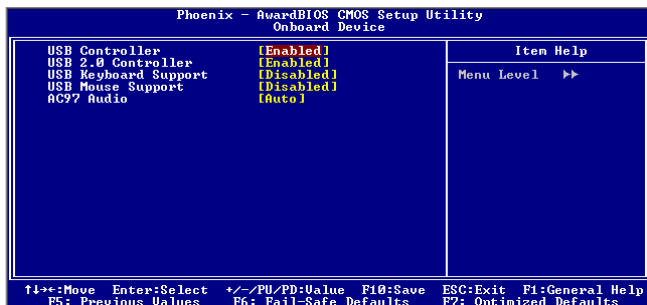 Phoenix - AwardBIOS CMOS Setup Utility
Onboard Device
USB Controller [Enabled]
USB 2.0 Controller [Enabled]
USB Keyboard Support [Disabled]
USB Mouse Support [Disabled]
AC97 Audio [Auto]
Item Help
Menu Level ▶▶
↑↓→←:Move Enter:Select +/-/PU/PD:Value F10:Save ESC:Exit F1:General Help
F5: Previous Values F6: Fail-Safe Defaults F7: Optimized Defaults